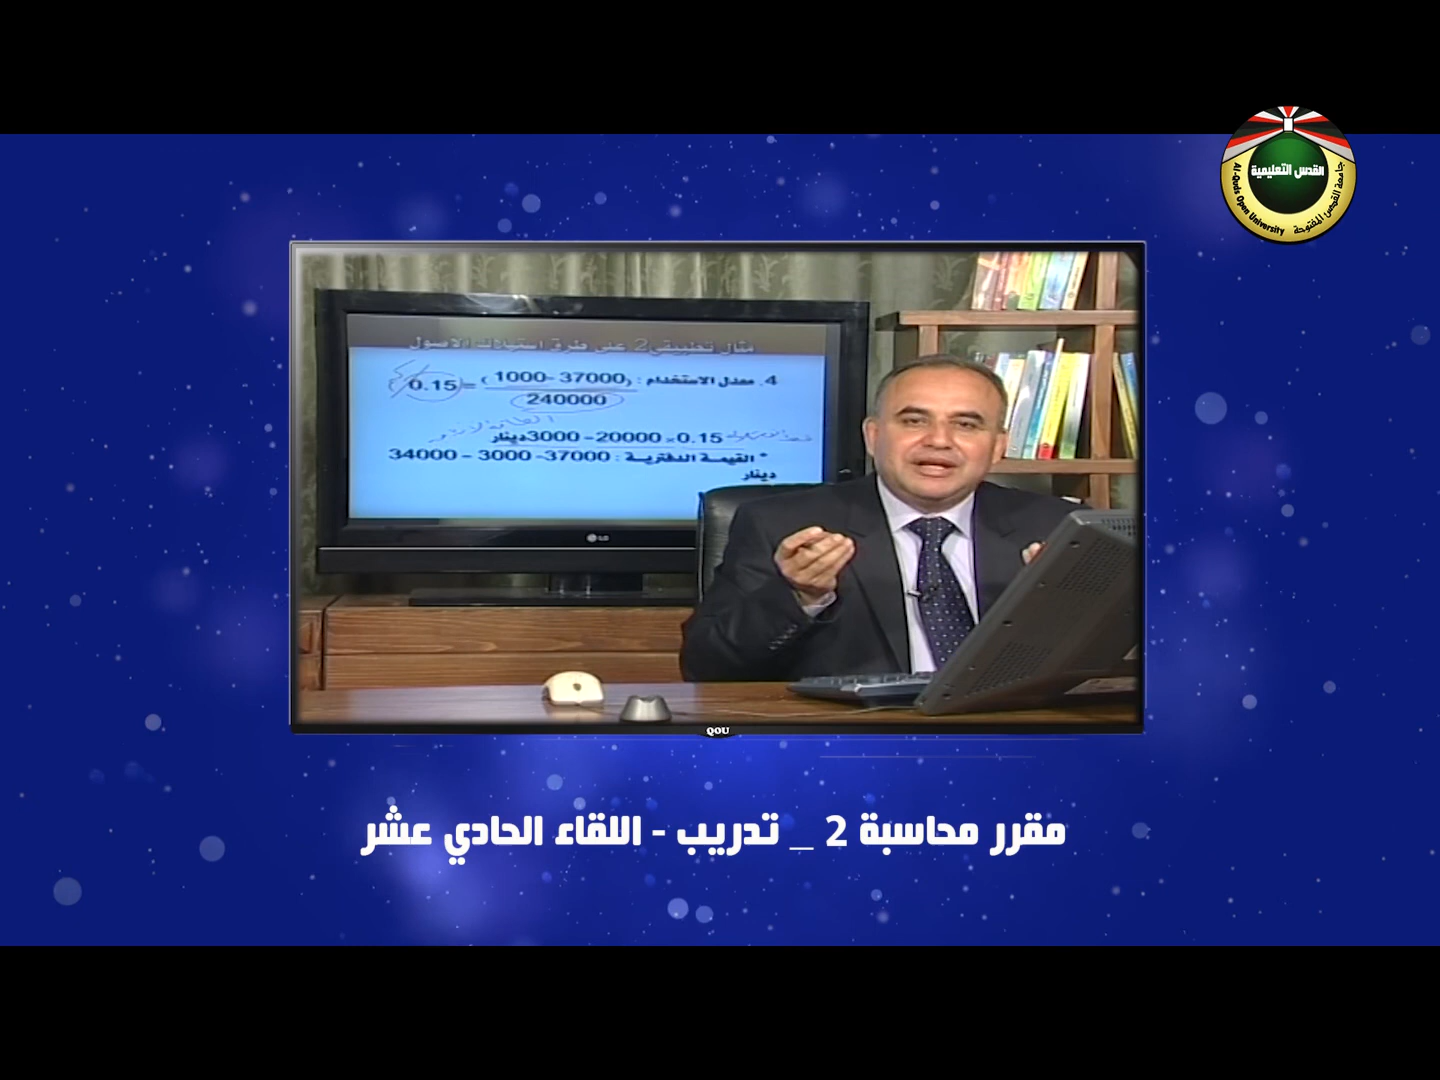 القدس التعليمية
Al-Quds Open University جامعة القدس المفتوحة
مثال تطبيقي2 على طرق استهلاك الاصول
4. معدل الاستخدام : (37000 -1000) = 0.15
240000
0.15 × 20000 – 3000دينار
* القيمة الدفترية : 37000- 3000 – 34000
دينار
LG
QOU
مقرر محاسبة 2 _ تدريب - اللقاء الحادي عشر